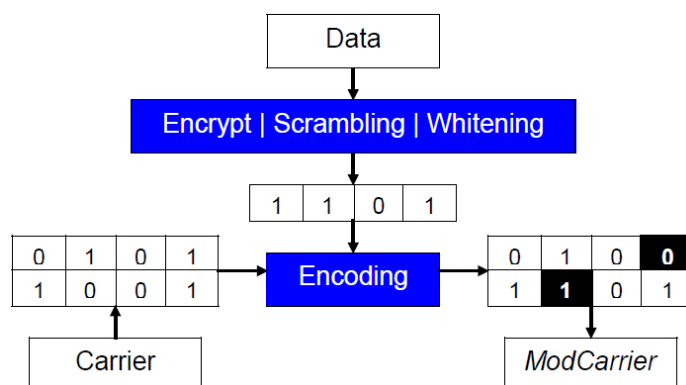 Data
Encrypt | Scrambling | Whitening
1 1 0 1
0 1 0 1
1 0 0 1
Encoding
0 1 0 0
1 1 0 1
Carrier
ModCarrier